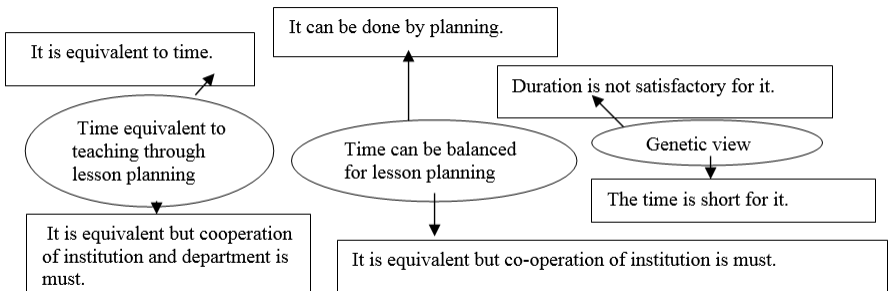 It can be done by planning.
It is equivalent to time.
Duration is not satisfactory for it.
Time equivalent to
teaching through
lesson planning
Time can be balanced
for lesson planning
Genetic view
The time is short for it.
It is equivalent but cooperation
of institution and department is
must.
It is equivalent but co-operation of institution is must.